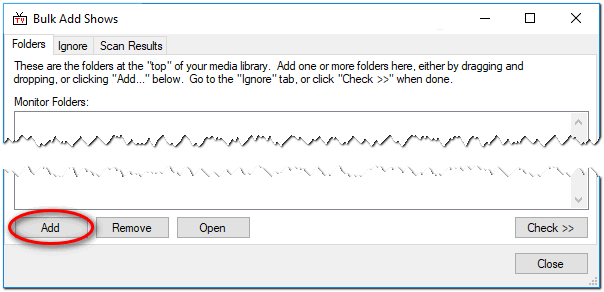 Bulk Add Shows
Folders Ignore Scan Results
These are the folders at the "top" of your media library. Add one or more folders here, either by dragging and
dropping, or clicking "Add..." below. Go to the "Ignore" tab, or click "Check >>" when done.
Monitor Folders:
Add Remove Open Check >>
Close